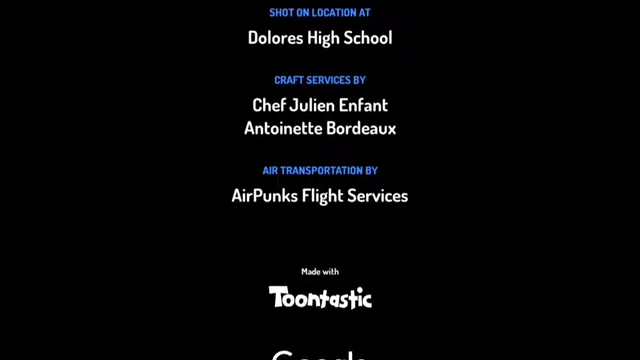 SHOT ON LOCATION AT
Dolores High School
CRAFT SERVICES BY
Chef Julien Enfant
Antoinette Bordeaux
AIR TRANSPORTATION BY
AirPunks Flight Services
Made with
Toontastic
Google